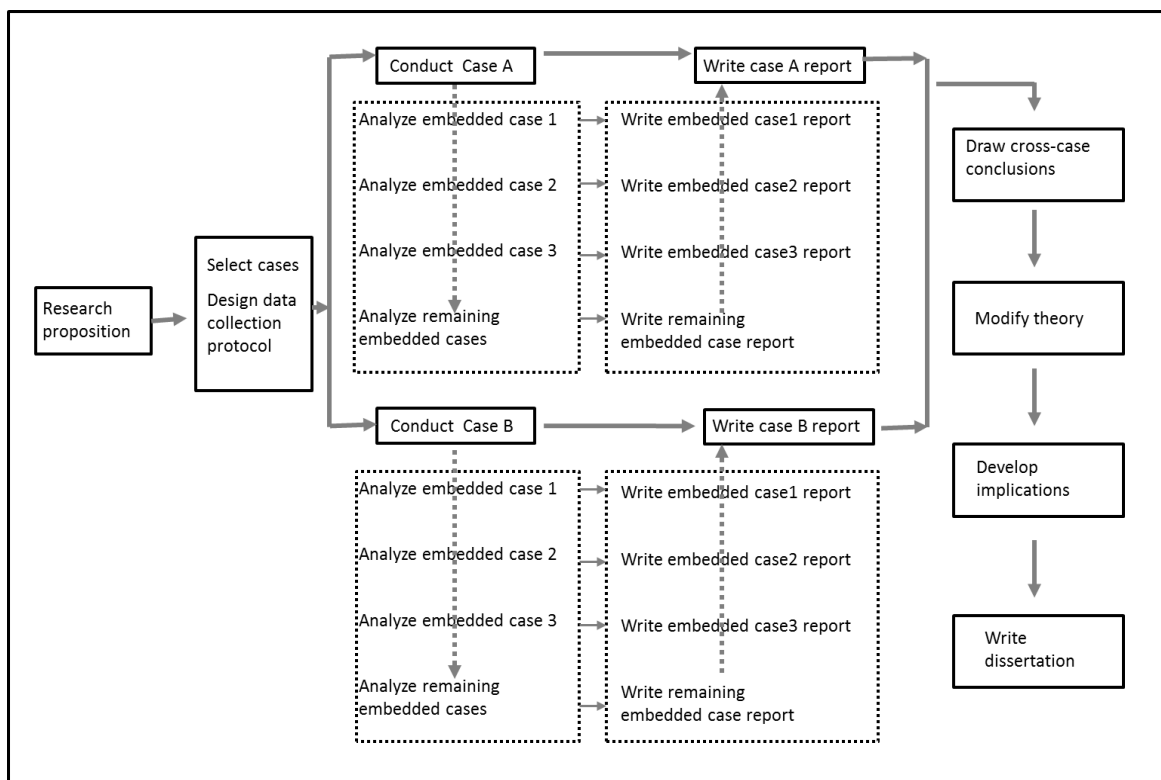 Research
proposition
Select cases
Design data
collection
protocol
Conduct Case A
Write case A report
Analyze embedded case 1
Write embedded case1 report
Analyze embedded case 2
Write embedded case2 report
Analyze embedded case 3
Write embedded case3 report
Analyze remaining
embedded cases
Write remaining
embedded case report
Conduct Case B
Write case B report
Analyze embedded case 1
Write embedded case1 report
Analyze embedded case 2
Write embedded case2 report
Analyze embedded case 3
Write embedded case3 report
Analyze remaining
embedded cases
Write remaining
embedded case report
Draw cross-case
conclusions
Modify theory
Develop
implications
Write
dissertation